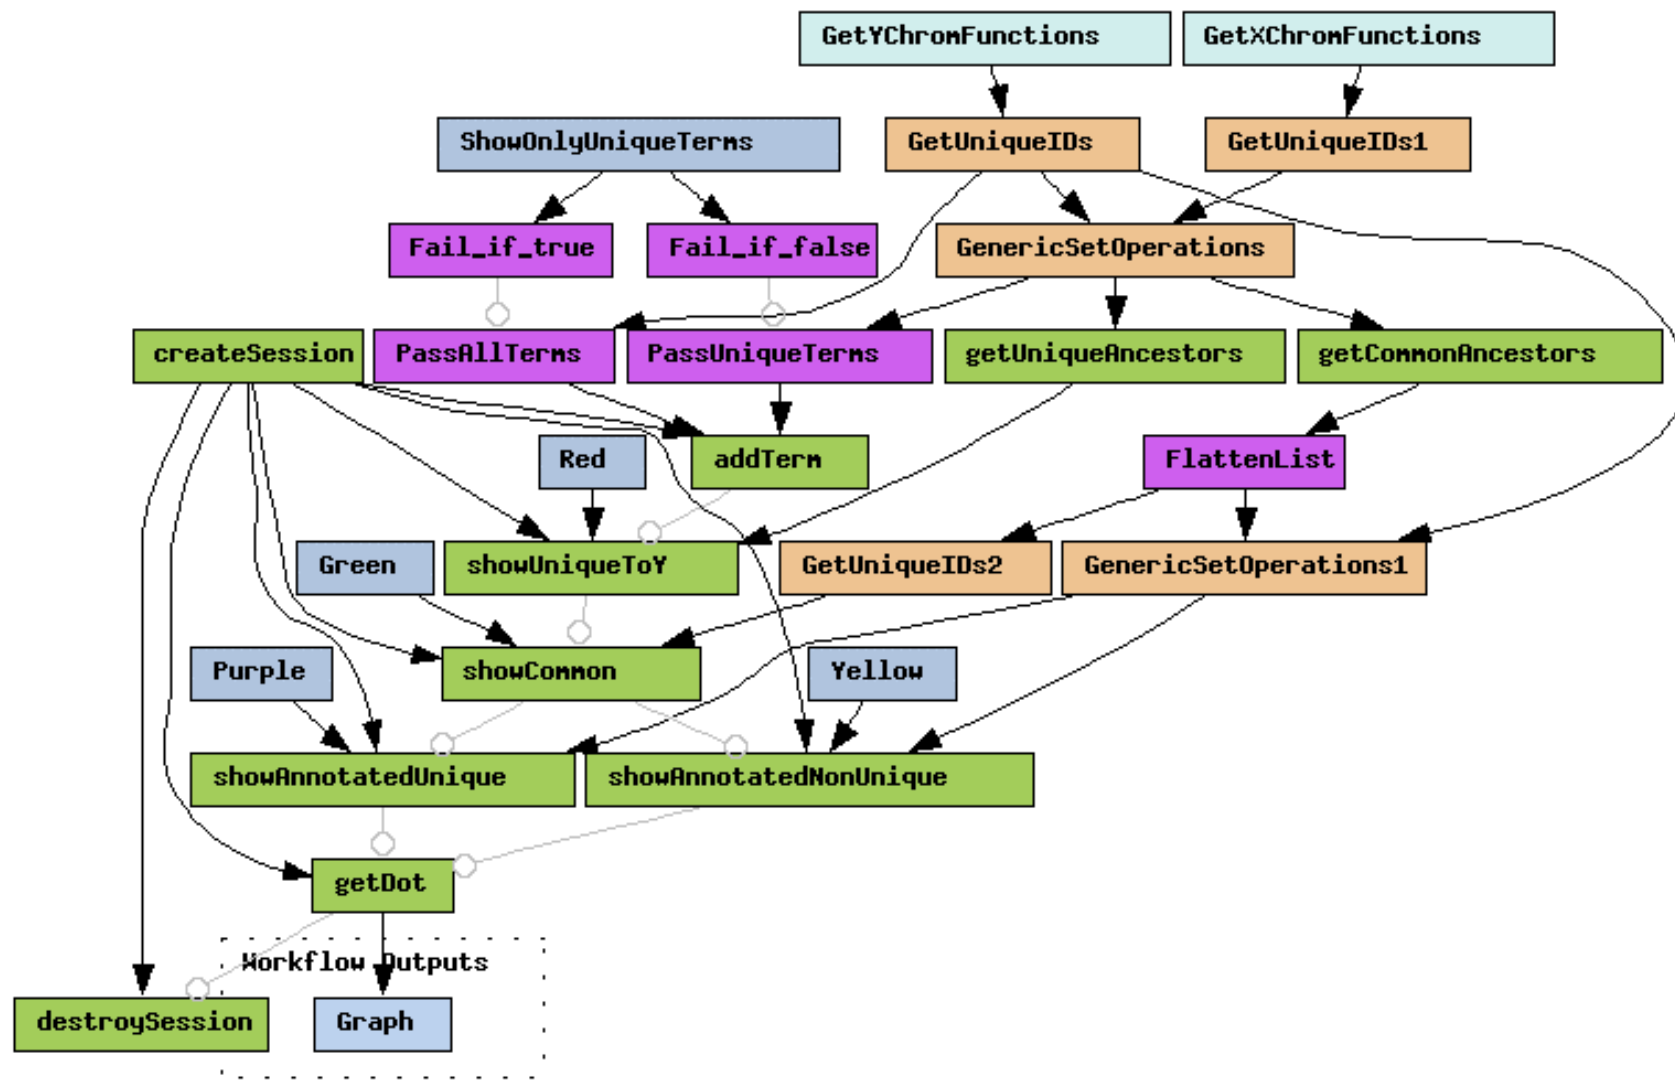 GetYChromFunctions
GetXChromFunctions
ShowOnlyUniqueTerms
GetUniqueIDs
GetUniqueIDs1
Fail_if_true
Fail_if_false
GenericSetOperations
createSession
PassAllTerms
PassUniqueTerms
getUniqueAncestors
getCommonAncestors
Red
addTerm
FlattenList
Green
showUniqueToY
GetUniqueIDs2
GenericSetOperations1
Purple
showCommon
Yellow
showAnnotatedUnique
showAnnotatedNonUnique
getDot
Workflow Outputs
destroySession
Graph